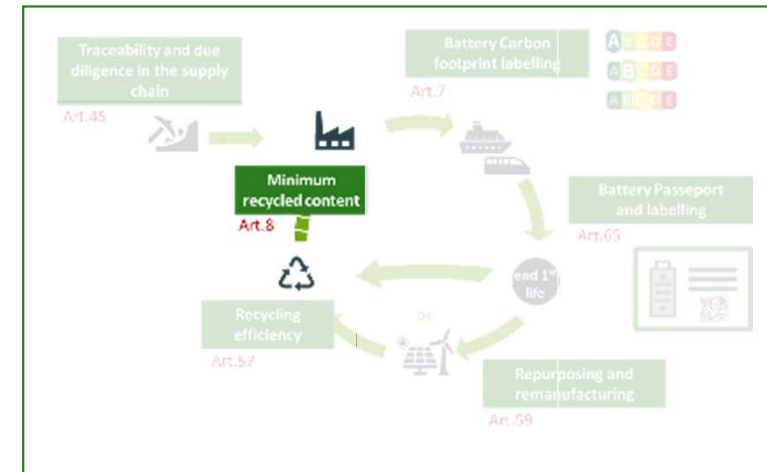 Traceability and due
diligence in the supply
chain
Art.45
Battery Carbon
footprint labelling
Art.7
A B C D E
A B C D E
A B C D E
Minimum
recycled content
Art.8
Battery Passeport
and labelling
Art.65
end 1st
life
OR
Recycling
efficiency
Art.57
Repurposing and
remanufacturing
Art.59